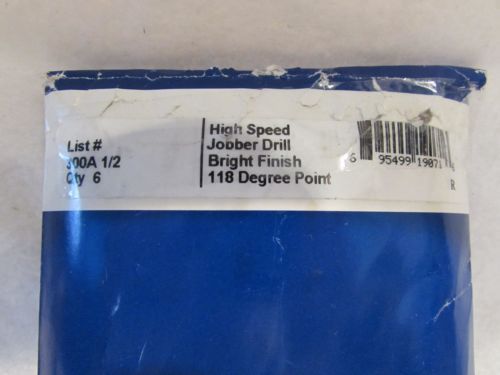 List #
300A 1/2
Qty 6
High Speed
Jobber Drill
Bright Finish
118 Degree Point
6 95499 19071
R